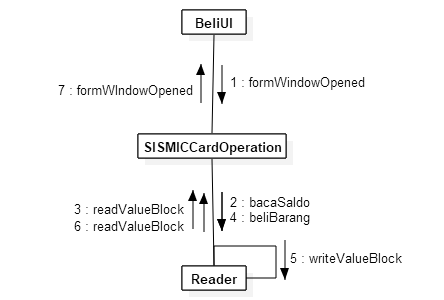 BeliUI
1 : formWindowOpened
7 : formWIndowOpened
SISMICCardOperation
3 : readValueBlock
6 : readValueBlock
2 : bacaSaldo
4 : beliBarang
5 : writeValueBlock
Reader